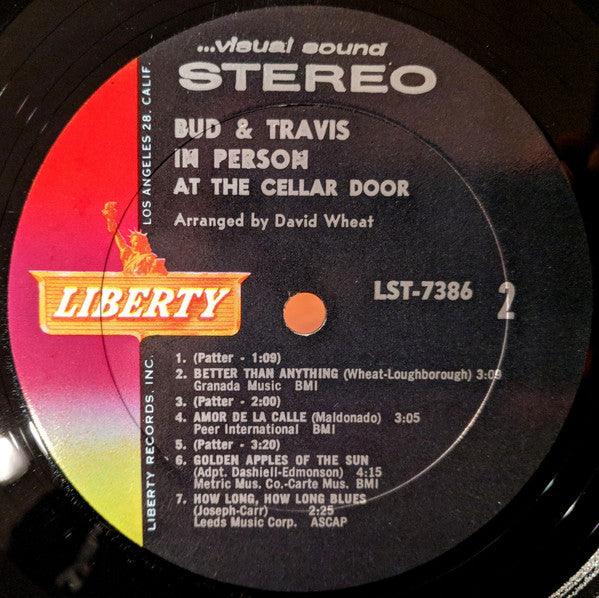 ...visual sound
STEREO
BUD & TRAVIS
IN PERSON
AT THE CELLAR DOOR
Arranged by David Wheat
LIBERTY
LST-7386 2
1. (Patter - 1:09)
2. BETTER THAN ANYTHING (Wheat-Loughborough) 3:09
Granada Music BMI
3. (Patter - 2:00)
4. AMOR DE LA CALLE (Maldonado) 3:05
Peer International BMI
5. (Patter - 3:20)
6. GOLDEN APPLES OF THE SUN
(Adpt. Dashiell-Edmonson) 4:15
Metric Mus. Co.-Carte Mus. BMI
7. HOW LONG, HOW LONG BLUES
(Joseph-Carr) 2:25
Leeds Music Corp. ASCAP
LIBERTY RECORDS, INC.
LOS ANGELES 28, CALIF.